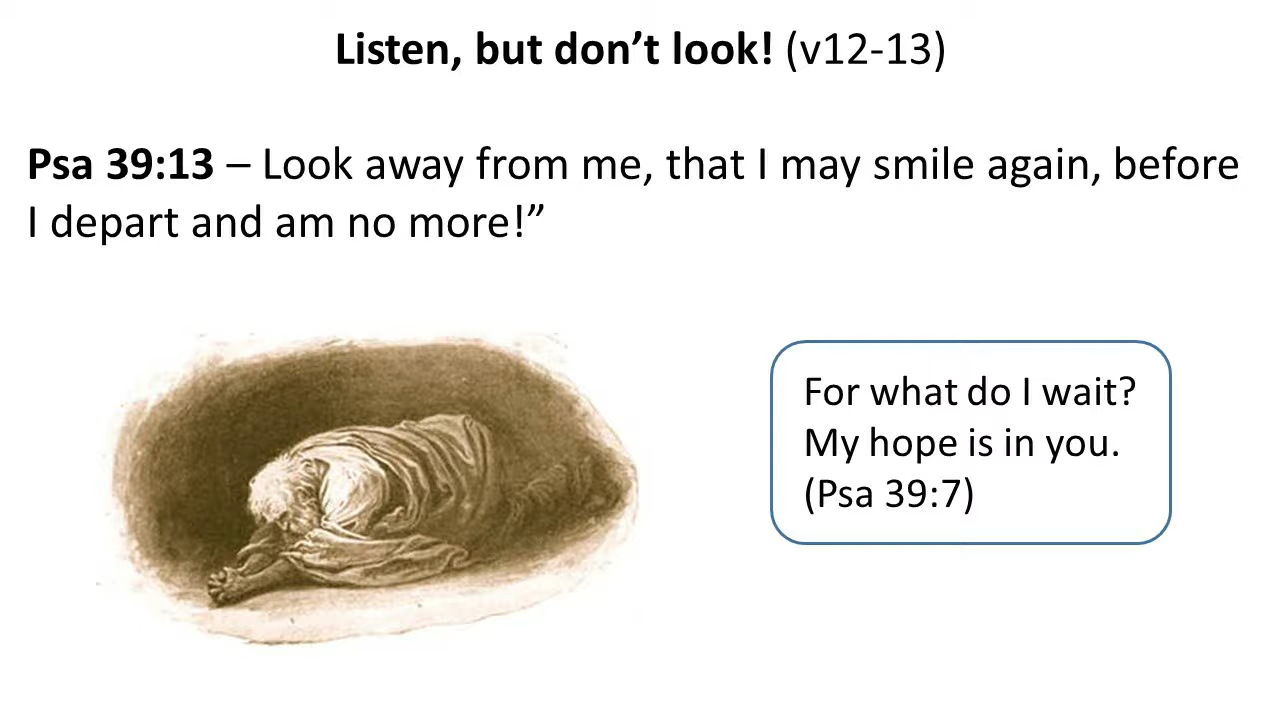 Listen, but don’t look! (v12-13)
Psa 39:13 – Look away from me, that I may smile again, before
I depart and am no more!”
For what do I wait?
My hope is in you.
(Psa 39:7)